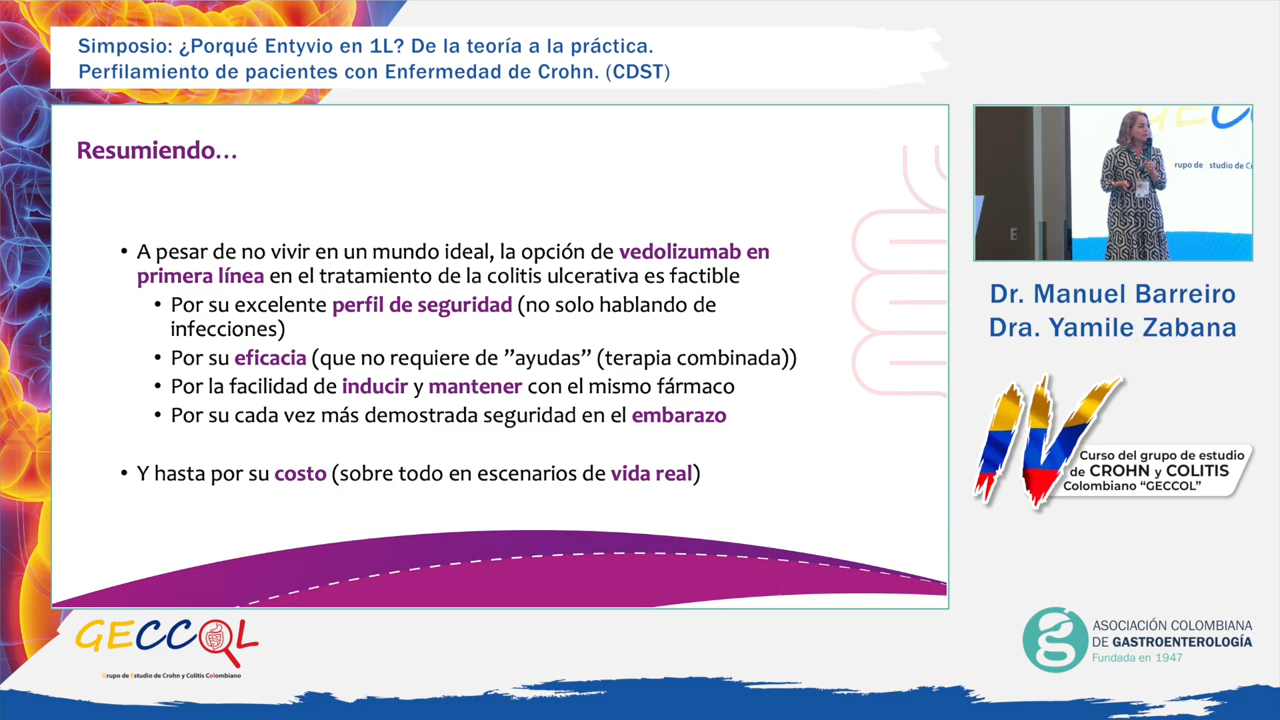 Simposio: ¿Porqué Entyvio en 1L? De la teoría a la práctica.
Perfilamiento de pacientes con Enfermedad de Crohn. (CDST)
Resumiendo…
• A pesar de no vivir en un mundo ideal, la opción de vedolizumab en
primera línea en el tratamiento de la colitis ulcerativa es factible
• Por su excelente perfil de seguridad (no solo hablando de
infecciones)
• Por su eficacia (que no requiere de ”ayudas” (terapia combinada))
• Por la facilidad de inducir y mantener con el mismo fármaco
• Por su cada vez más demostrada seguridad en el embarazo
• Y hasta por su costo (sobre todo en escenarios de vida real)
GEC
rupo de Estudio de C
E
Dr. Manuel Barreiro
Dra. Yamile Zabana
IV
Curso del grupo de estudio
de CROHN y COLITIS
Colombiano “GECCOL”
GECCOL
Grupo de Estudio de Crohn y Colitis Colombiano
ASOCIACIÓN COLOMBIANA
DE GASTROENTEROLOGÍA
Fundada en 1947